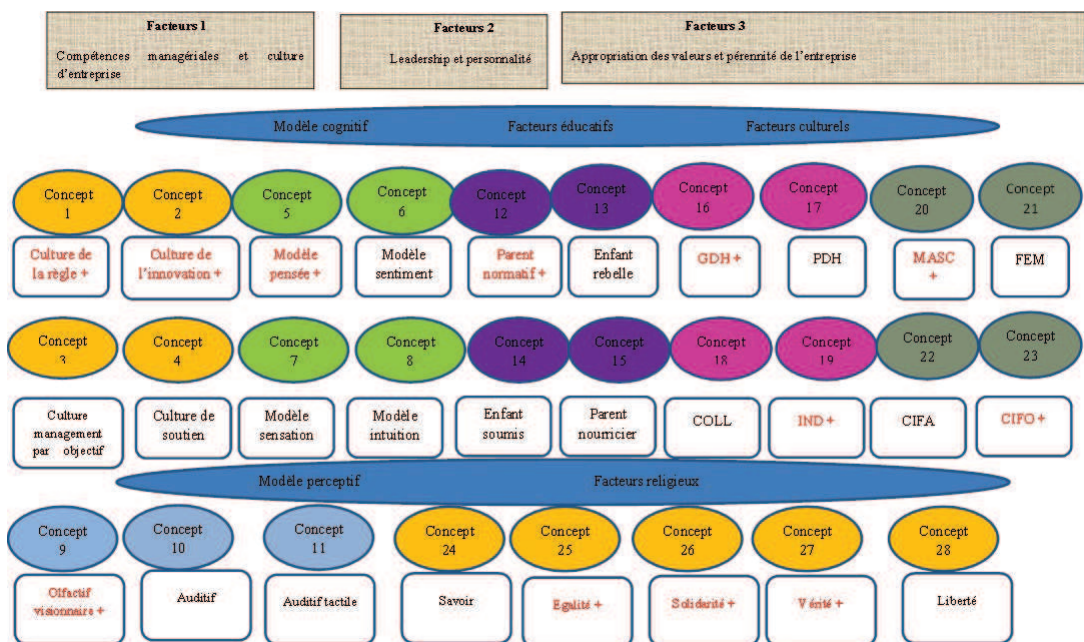 Facteurs 1
Compétences managériales et culture
d'entreprise
Facteurs 2
Leadership et personnalité
Facteurs 3
Appropriation des valeurs et pérennité de l'entreprise
Modèle cognitif Facteurs éducatifs Facteurs culturels
Concept Concept Concept Concept Concept Concept Concept Concept Concept Concept
1 2 5 6 12 13 16 17 20 21
Culture de
la règle +
Culture de
l'innovation +
Modèle
pensée +
Modèle
sentiment
Parent
normatif +
Enfant
rebelle
GDH +
PDH
MASC
+
FEM
Concept Concept Concept Concept Concept Concept Concept Concept Concept Concept
3 4 7 8 14 15 18 19 22 23
Culture
management
par objectif
Culture de
soutien
Modèle
sensation
Modèle
intuition
Enfant
soumis
Parent
nourricier
COLL
IND +
CIFA
CIFO +
Modèle perceptif Facteurs religieux
Concept Concept Concept Concept Concept Concept Concept Concept
9 10 11 24 25 26 27 28
Olfactif
visionnaire +
Auditif
Auditif tactile
Savoir
Egalité +
Solidarité +
Vérité +
Liberté